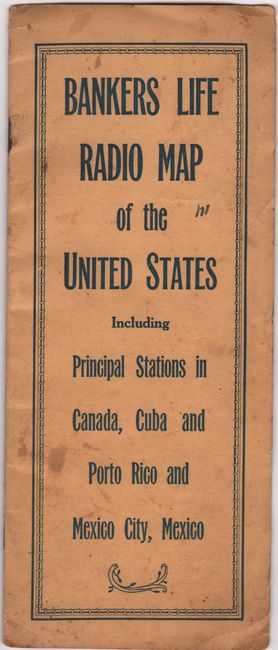 BANKERS LIFE
RADIO MAP
of the
UNITED STATES
Including
Principal Stations in
Canada, Cuba and
Porto Rico and
Mexico City, Mexico